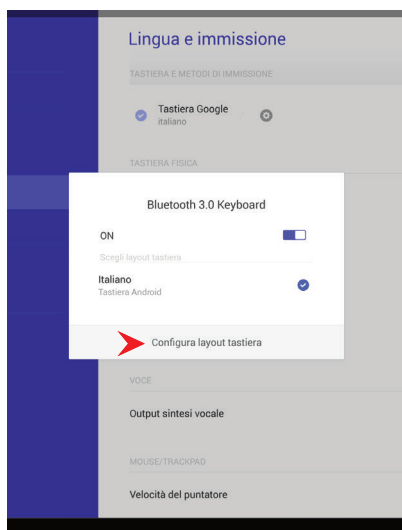 Lingua e immissione
TASTIERA E METODI DI IMMISSIONE
Tastiera Google
italiano
TASTIERA FISICA
Bluetooth 3.0 Keyboard
ON
Scegli layout tastiera
Italiano
Tastiera Android
Configura layout tastiera
VOCE
Output sintesi vocale
MOUSE/TRACKPAD
Velocità del puntatore